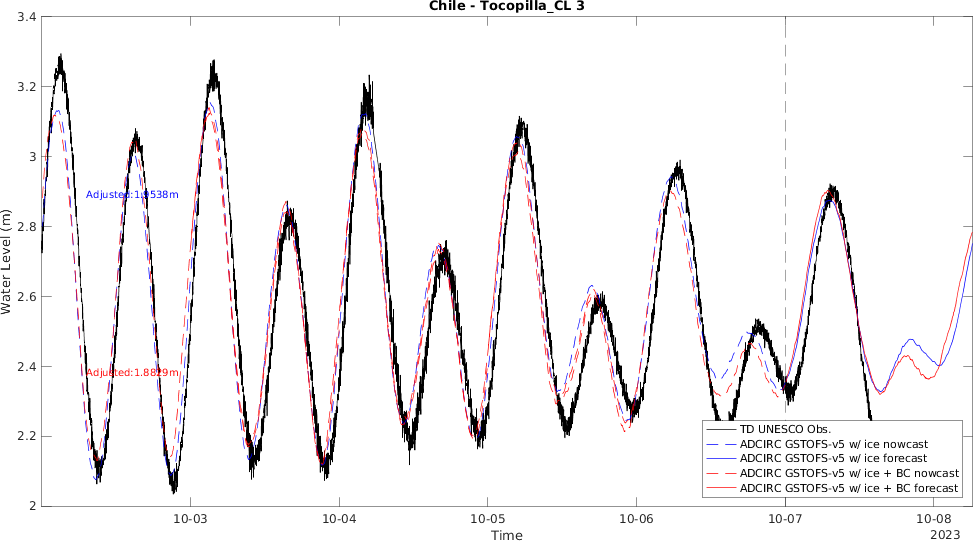 Chile - Tocopilla_CL 3
Water Level (m)
3.4
3.2
3
2.8
2.6
2.4
2.2
2
Adjusted:1.9538m
Adjusted:1.8829m
TD UNESCO Obs.
ADCIRC GSTOFS-v5 w/ ice nowcast
ADCIRC GSTOFS-v5 w/ ice forecast
ADCIRC GSTOFS-v5 w/ ice + BC nowcast
ADCIRC GSTOFS-v5 w/ ice + BC forecast
10-03
10-04
10-05
10-06
10-07
10-08
Time
2023